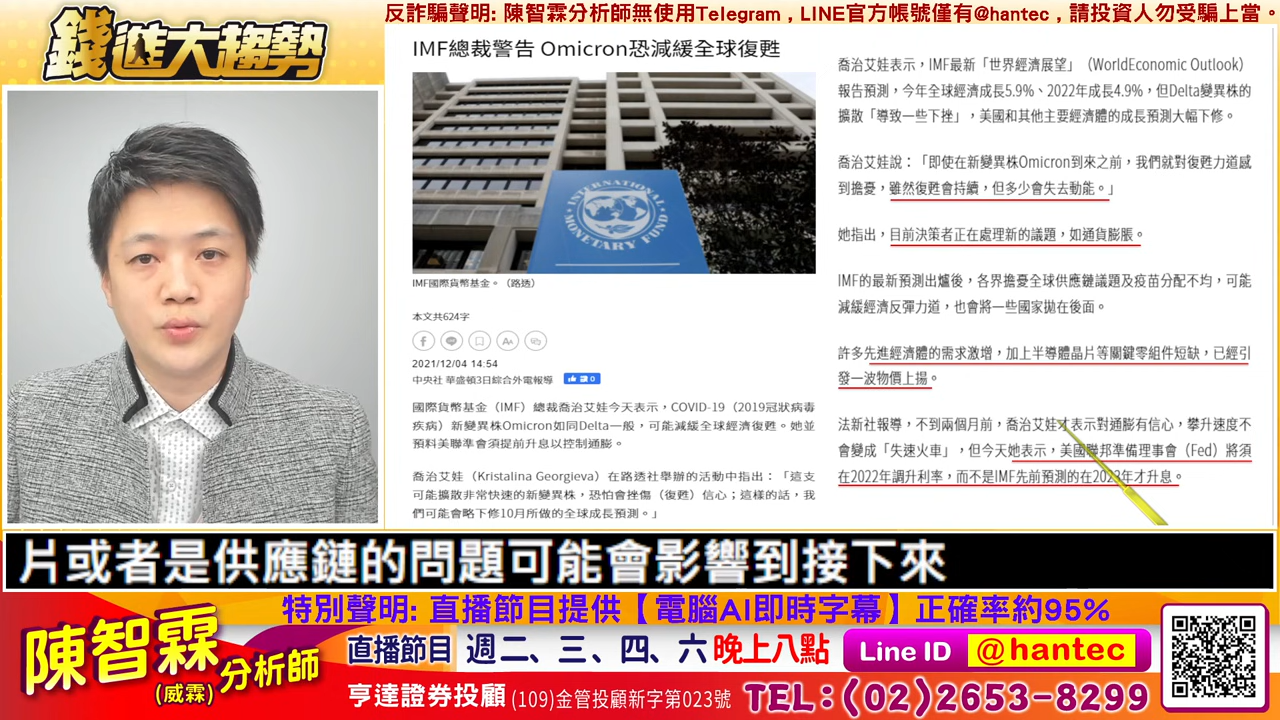 反詐騙聲明: 陳智霖分析師無使用Telegram , LINE官方帳號僅有@hantec , 請投資人勿受騙上當。
錢進大趨勢
IMF總裁警告 Omicron恐減緩全球復甦
INTERNATIONAL MONETARY FUND
IMF國際貨幣基金。（路透）
本文共624字
2021/12/04 14:54
中央社 華盛頓3日綜合外電報導
讚 0
國際貨幣基金（IMF）總裁喬治艾娃今天表示，COVID-19（2019冠狀病毒
疾病）新變異株Omicron如同Delta一般，可能減緩全球經濟復甦。她並
預料美聯準會須提前升息以控制通膨。
喬治艾娃（Kristalina Georgieva）在路透社舉辦的活動中指出：「這支
可能擴散非常快速的新變異株，恐怕會挫傷（復甦）信心；這樣的話，我
們可能會略下修10月所做的全球成長預測。」
喬治艾娃表示，IMF最新「世界經濟展望」（WorldEconomic Outlook）
報告預測，今年全球經濟成長5.9%、2022年成長4.9%，但Delta變異株的
擴散「導致一些下挫」，美國和其他主要經濟體的成長預測大幅下修。
喬治艾娃說：「即使在新變異株Omicron到來之前，我們就對復甦力道感
到擔憂，雖然復甦會持續，但多少會失去動能。」
她指出，目前決策者正在處理新的議題，如通貨膨脹。
IMF的最新預測出爐後，各界擔憂全球供應鏈議題及疫苗分配不均，可能
減緩經濟反彈力道，也會將一些國家拋在後面。
許多先進經濟體的需求激增，加上半導體晶片等關鍵零組件短缺，已經引
發一波物價上揚。
法新社報導，不到兩個月前，喬治艾娃才表示對通膨有信心，攀升速度不
會變成「失速火車」，但今天她表示，美國聯邦準備理事會（Fed）將須
在2022年調升利率，而不是IMF先前預測的在2023年才升息。
片或者是供應鏈的問題可能會影響到接下來
特別聲明: 直播節目提供【電腦AI即時字幕】正確率約95%
陳智霖
(威霖)
分析師
直播節目 週二、三、四、六 晚上八點
Line ID @hantec
亨達證券投顧 (109)金管投顧新字第023號 TEL:(02)2653-8299